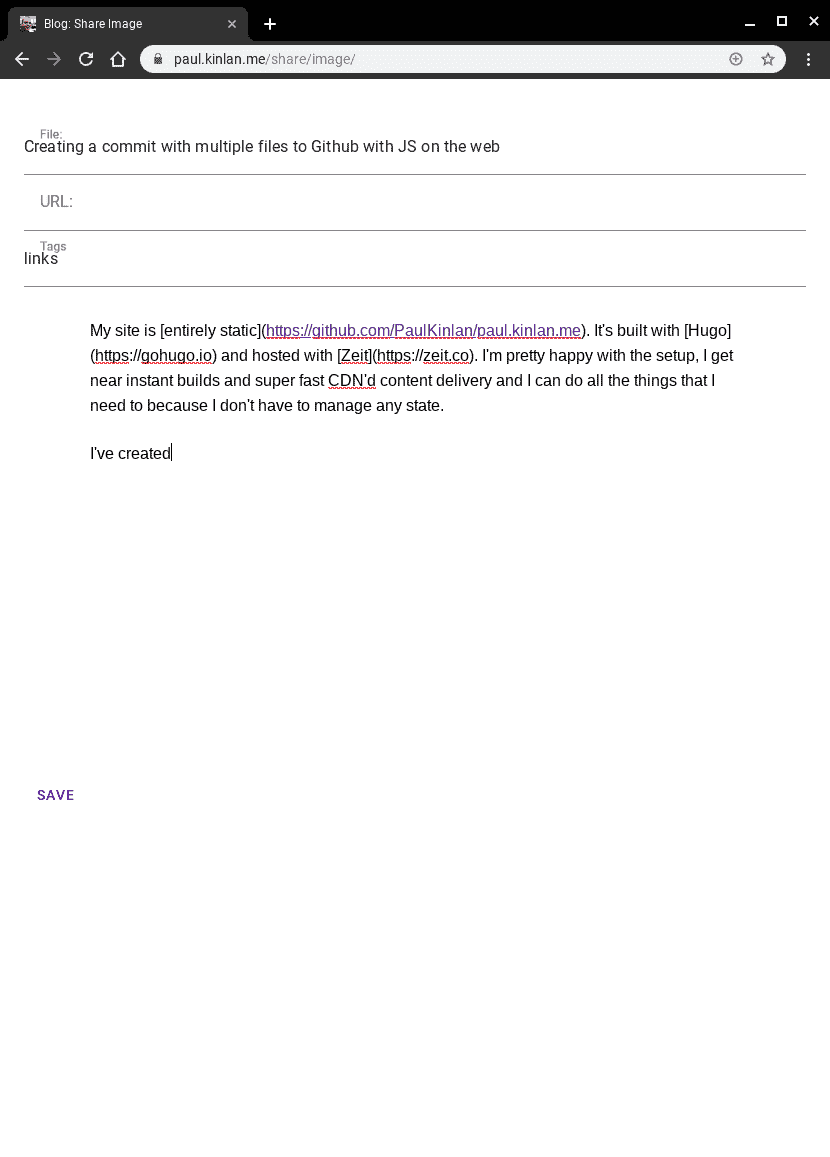 Blog: Share Image
paul.kinlan.me/share/image/
File:
Creating a commit with multiple files to Github with JS on the web
URL:
Tags
links
My site is [entirely static](https://github.com/PaulKinlan/paul.kinlan.me). It's built with [Hugo]
(https://gohugo.io) and hosted with [Zeit](https://zeit.co). I'm pretty happy with the setup, I get
near instant builds and super fast CDN'd content delivery and I can do all the things that I
need to because I don't have to manage any state.
I've created
SAVE